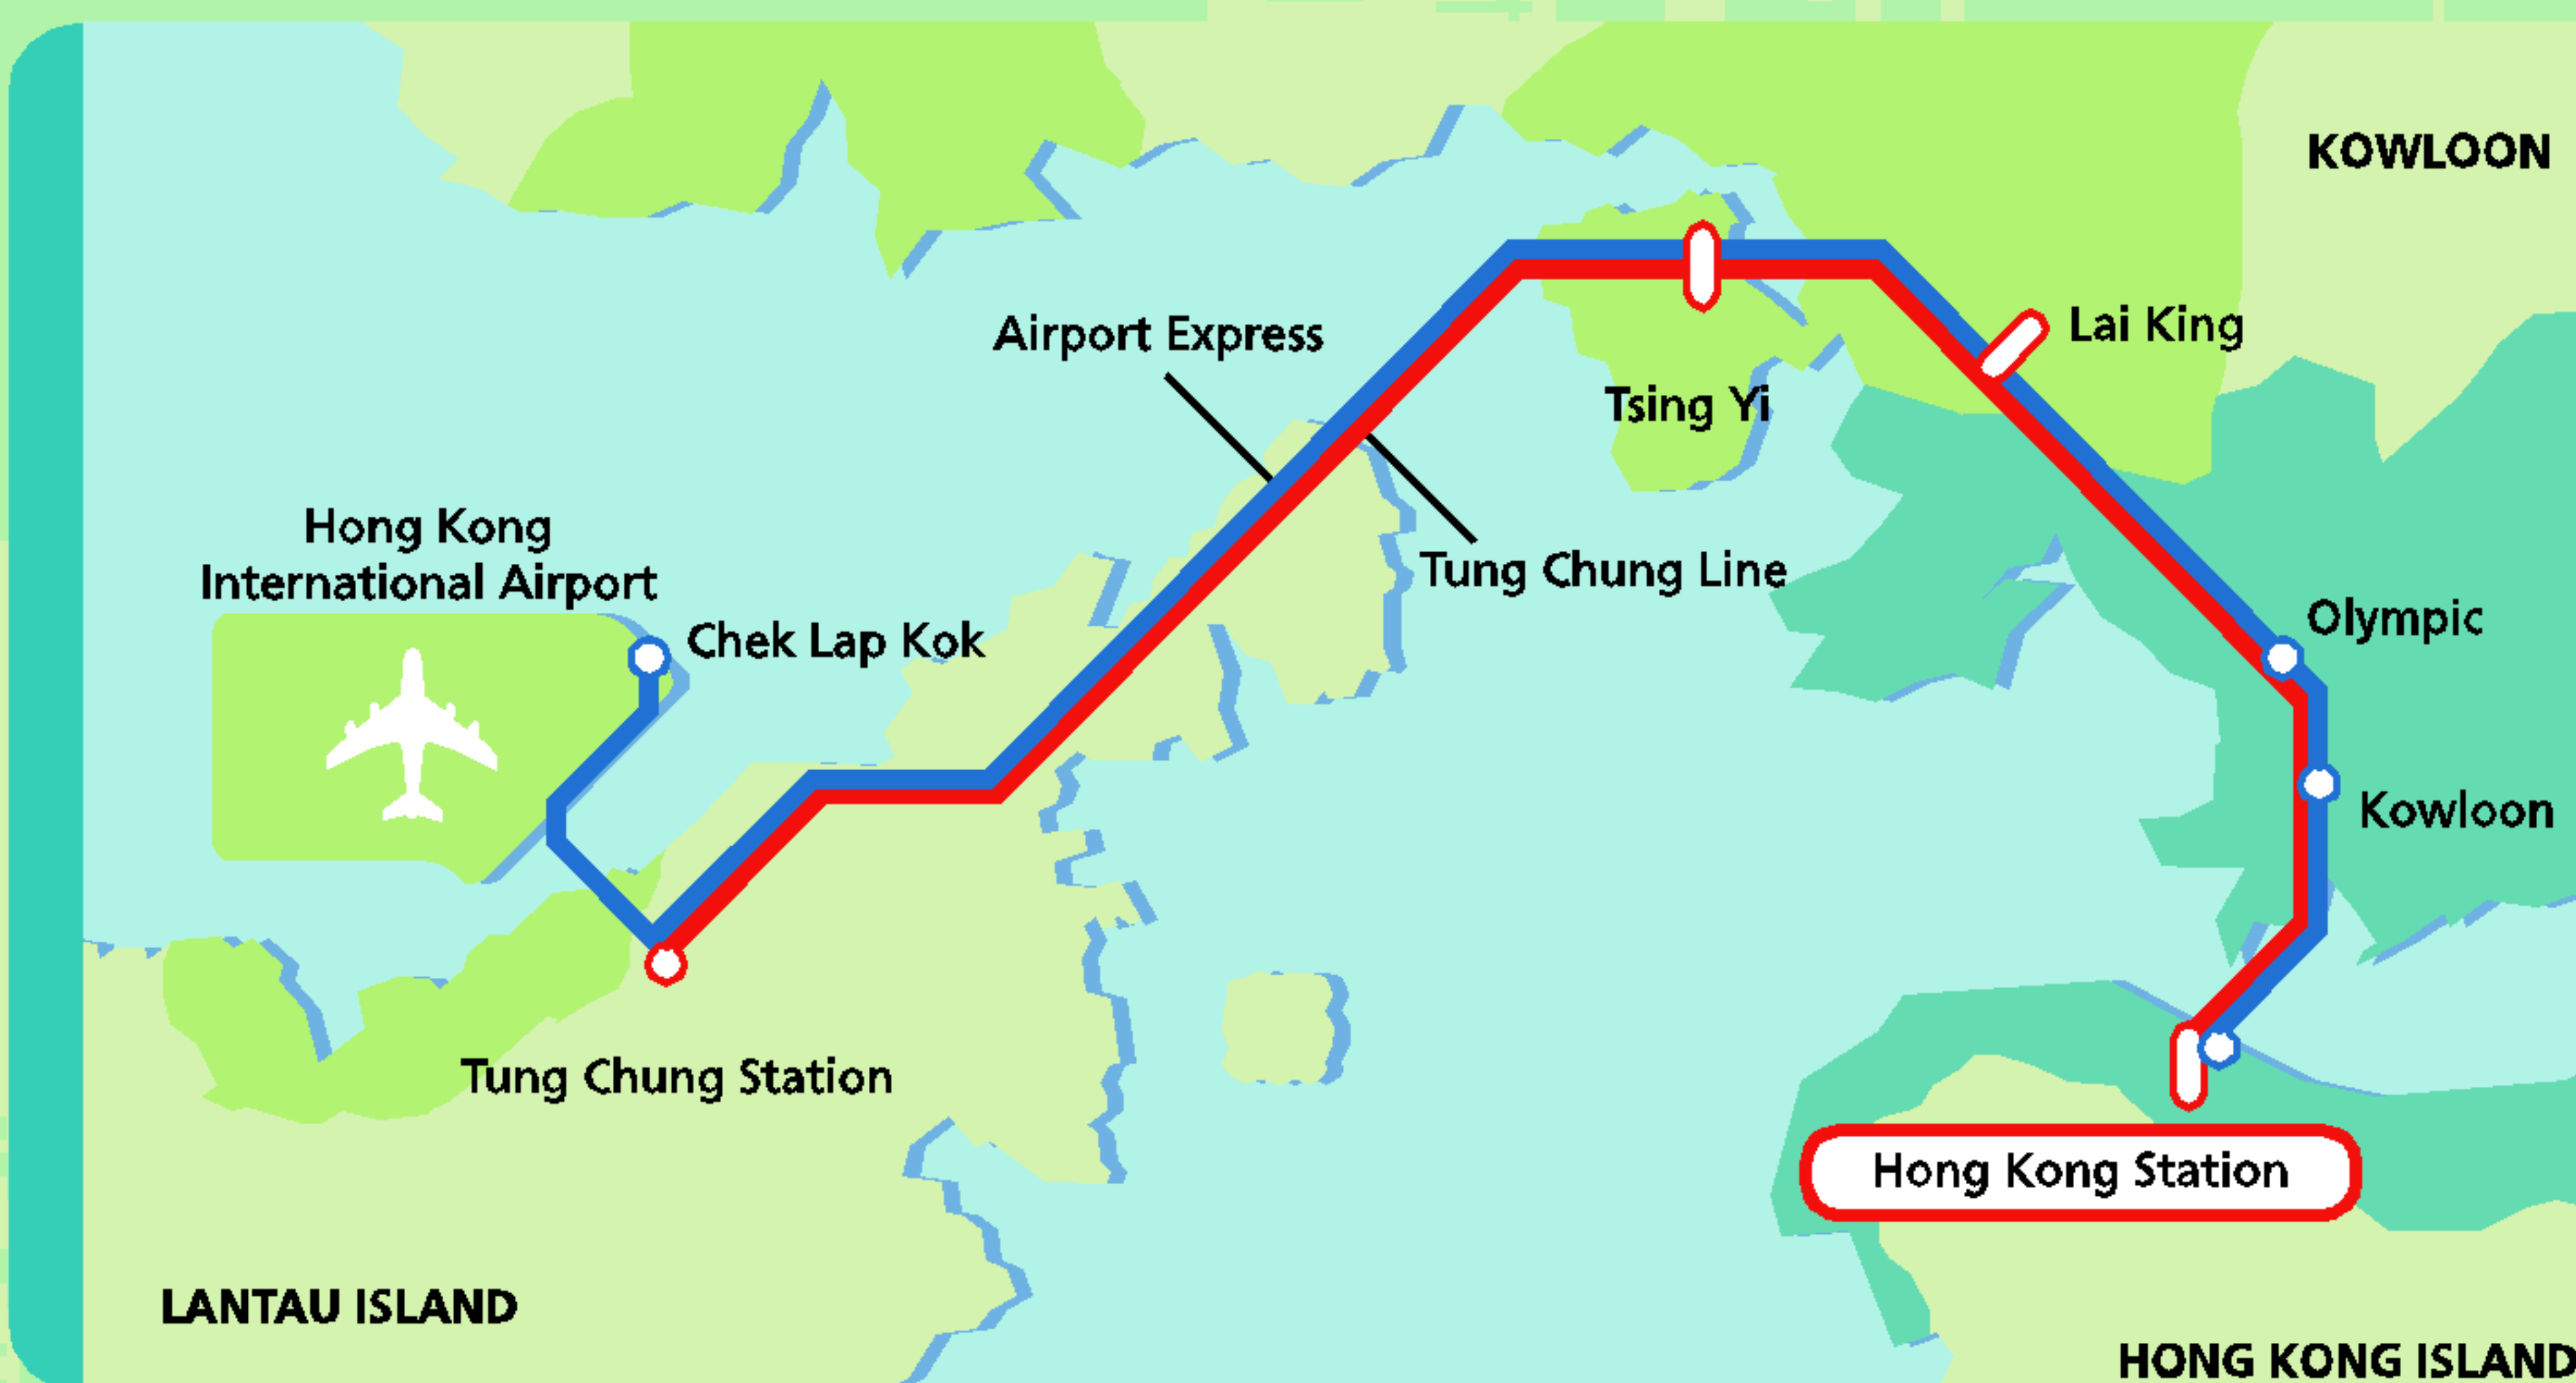 KOWLOON
Airport Express
Lai King
Tsing Yi
Hong Kong
International Airport
Tung Chung Line
Chek Lap Kok
Olympic
Kowloon
Tung Chung Station
Hong Kong Station
LANTAU ISLAND
HONG KONG ISLAND